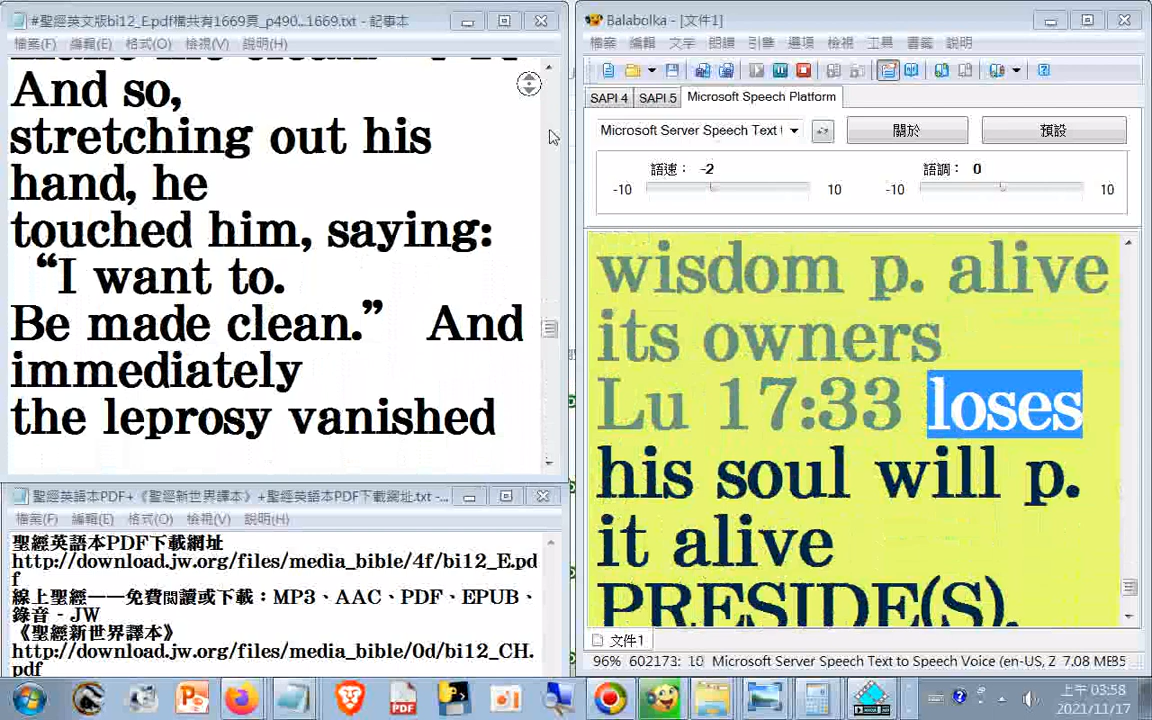 #聖經英文版bi12_E.pdf檔共有1669頁_p490...1669.txt - 記事本
檔案(F) 編輯(E) 格式(O) 檢視(V) 說明(H)
And so,
stretching out his
hand, he
touched him, saying:
“I want to.
Be made clean.” And
immediately
the leprosy vanished
聖經英語本PDF+《聖經新世界譯本》+聖經英語本PDF下載網址.txt - ...
檔案(F) 編輯(E) 格式(O) 檢視(V) 說明(H)
聖經英語本PDF下載網址
http://download.jw.org/files/media_bible/4f/bi12_E.pd
f
線上聖經——免費閱讀或下載：MP3、AAC、PDF、EPUB、
錄音 - JW
《聖經新世界譯本》
http://download.jw.org/files/media_bible/0d/bi12_CH.
pdf
Balabolka - [文件1]
檔案 編輯 文字 朗讀 引擎 選項 檢視 工具 書籤 說明
SAPI 4 SAPI 5 Microsoft Speech Platform
Microsoft Server Speech Text 關於 預設
語速： -2 語調： 0
-10 10 -10 10
wisdom p. alive
its owners
Lu 17:33 loses
his soul will p.
it alive
PRESIDE(S),
文件1
96% 602173: 10 Microsoft Server Speech Text to Speech Voice (en-US, Z 7.08 MB
上午 03:58
2021/11/17